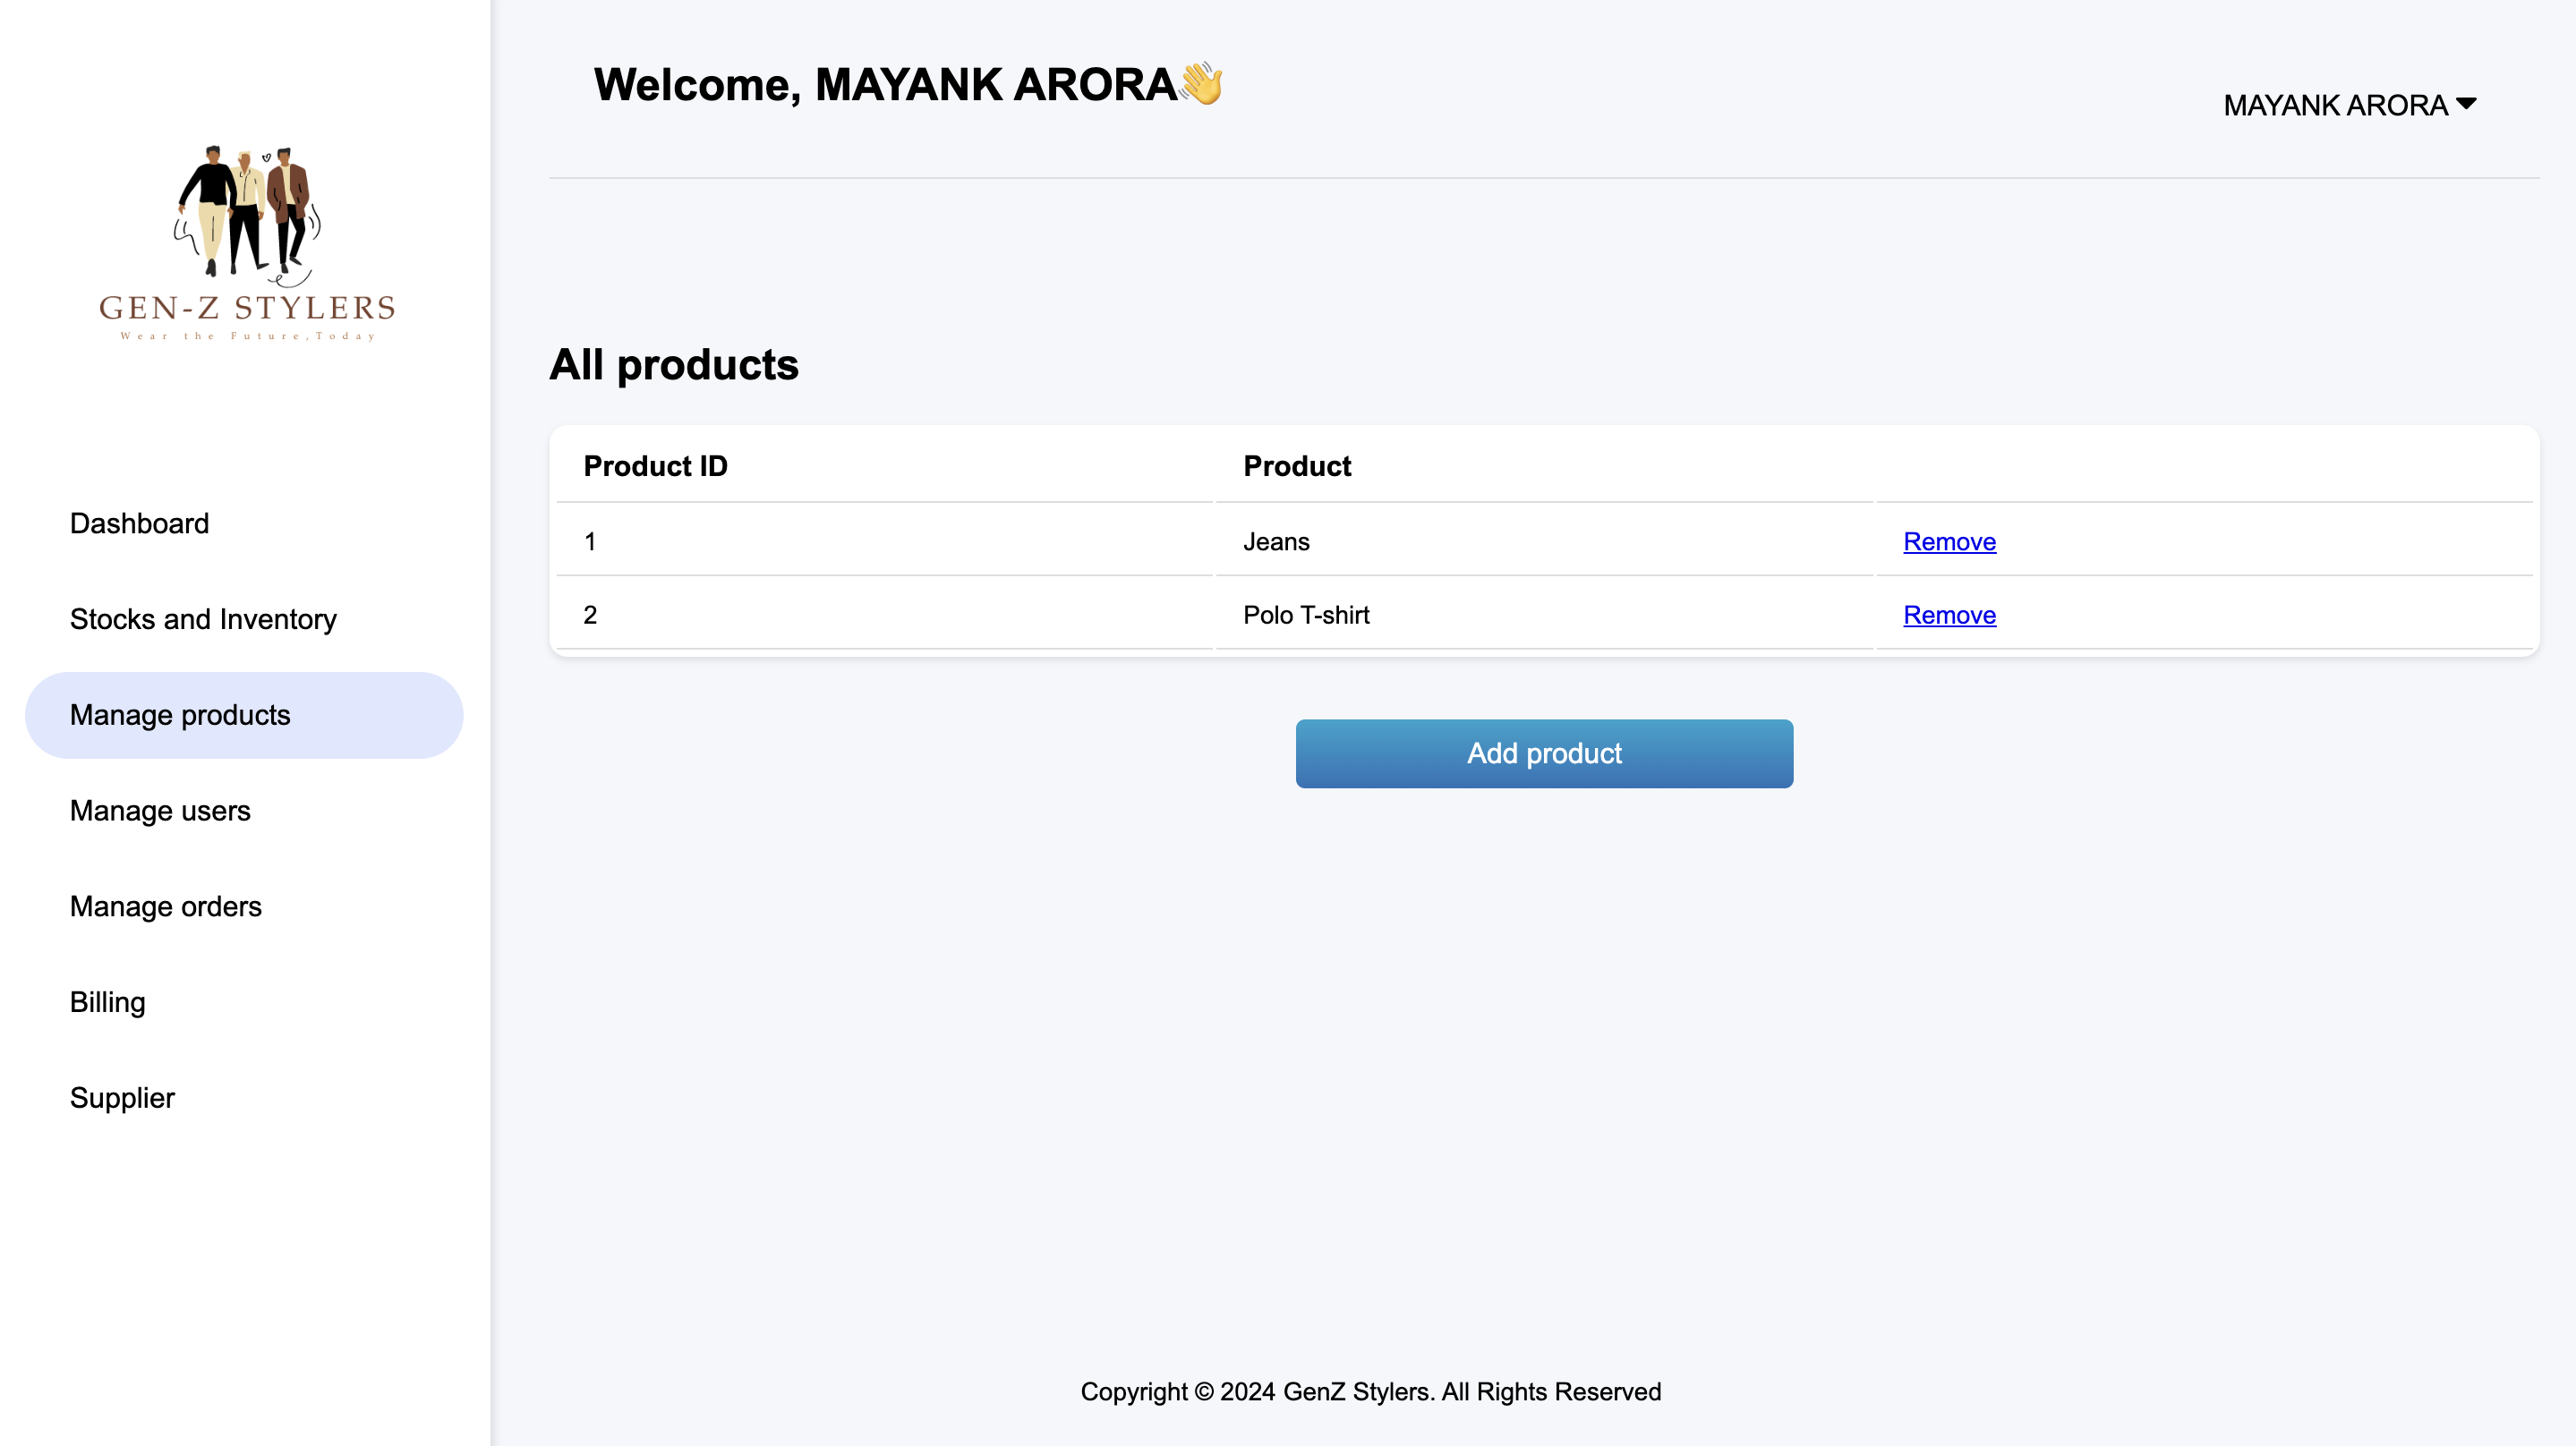 GEN-Z STYLERS
Wear the Future,Today
Dashboard
Stocks and Inventory
Manage products
Manage users
Manage orders
Billing
Supplier
Welcome, MAYANK ARORA👋
MAYANK ARORA
All products
Product ID Product
1 Jeans Remove
2 Polo T-shirt Remove
Add product
Copyright © 2024 GenZ Stylers. All Rights Reserved